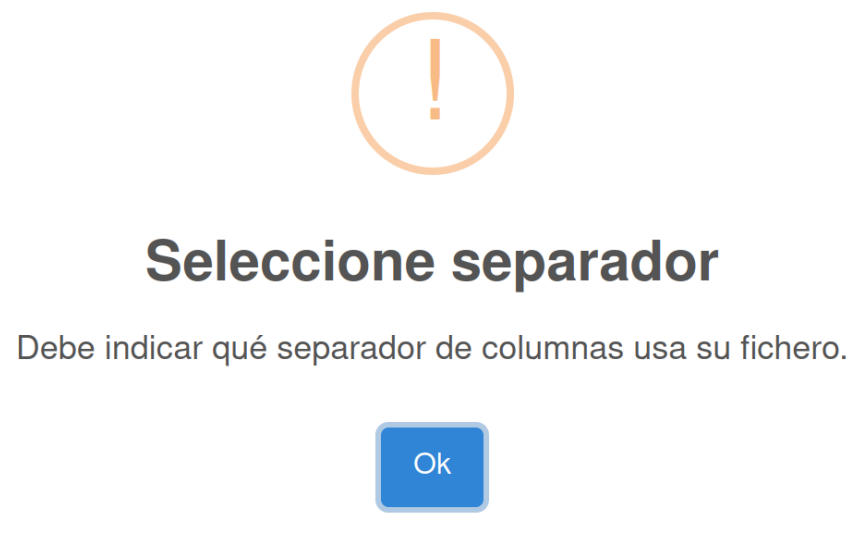 !
Seleccione separador
Debe indicar qué separador de columnas usa su fichero.
Ok